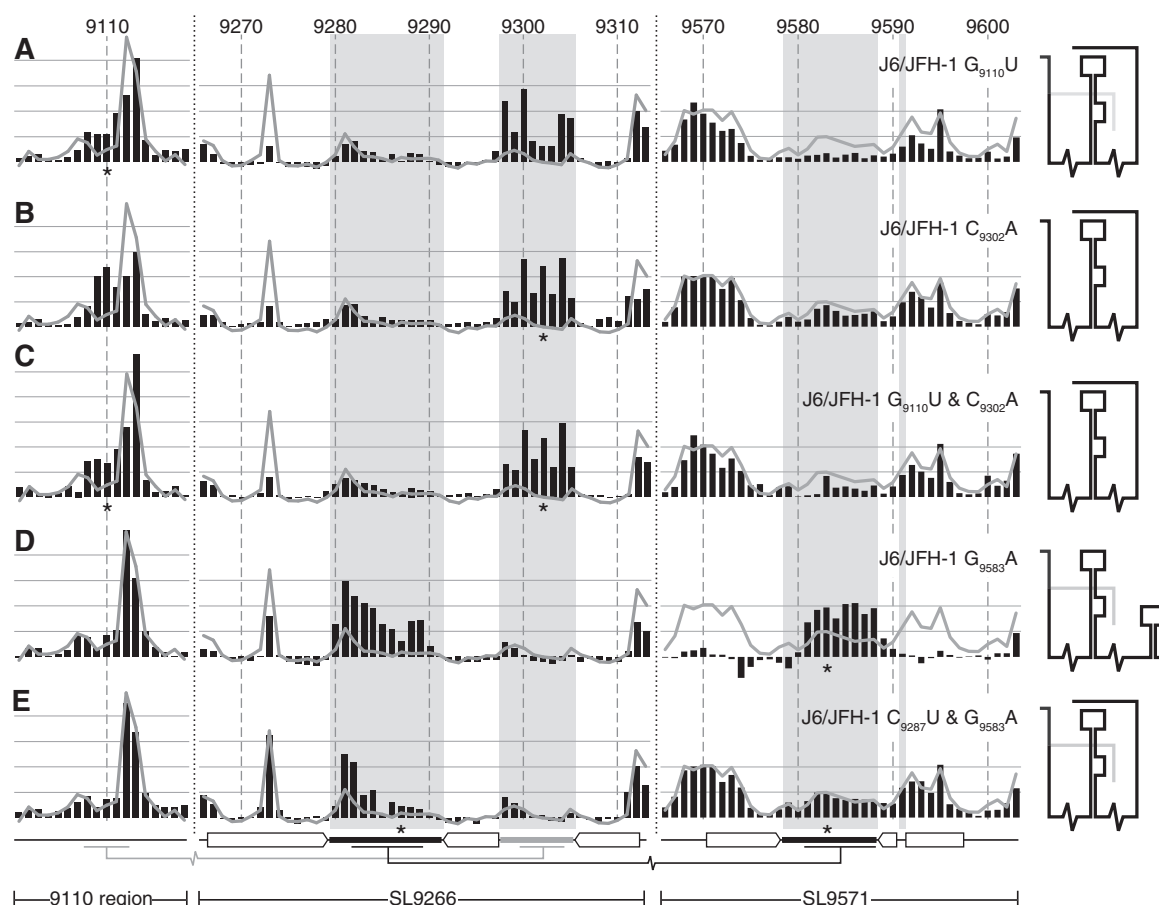 9110 9270 9280 9290 9300 9310 9570 9580 9590 9600
A
J6/JFH-1 G9110U
*
B
J6/JFH-1 C9302A
*
C
J6/JFH-1 G9110U & C9302A
* *
D
J6/JFH-1 G9583A
*
E
J6/JFH-1 C9287U & G9583A
* *
9110 region SL9266 SL9571